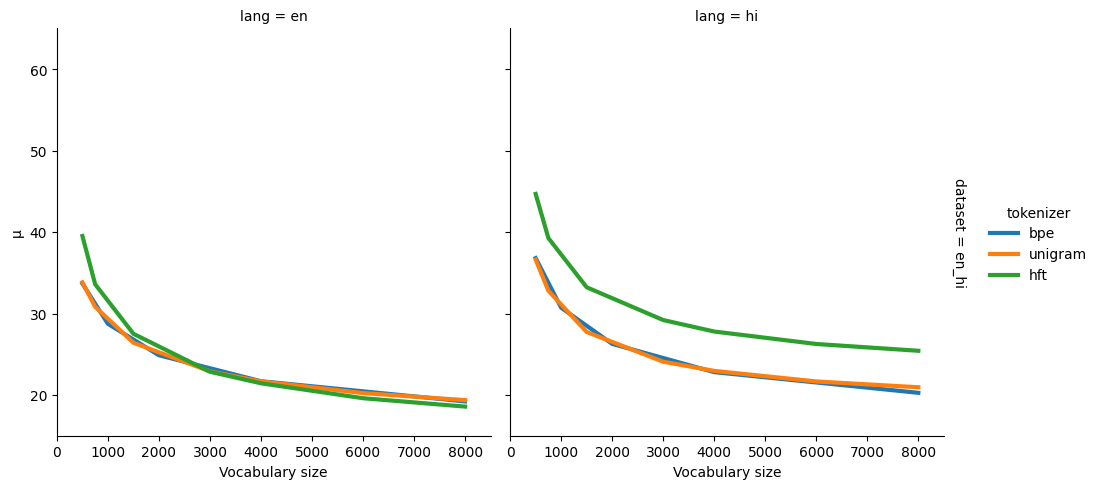 lang = en
lang = hi
60
50
40
30
20
μ
0 1000 2000 3000 4000 5000 6000 7000 8000
Vocabulary size
0 1000 2000 3000 4000 5000 6000 7000 8000
Vocabulary size
dataset = en_hi
tokenizer
bpe
unigram
hft